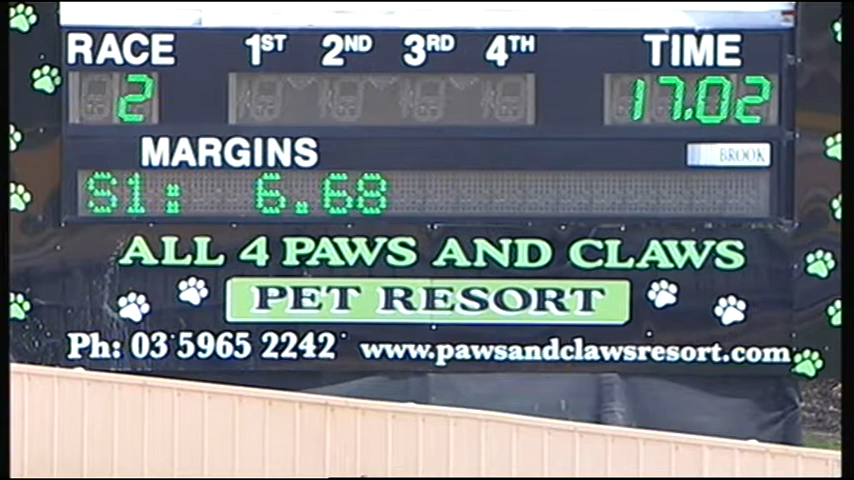 RACE 1ST 2ND 3RD 4TH TIME
2 17.02
MARGINS BROOK
S1: 6.68
ALL 4 PAWS AND CLAWS
PET RESORT
Ph: 03 5965 2242 www.pawsandclawsresort.com